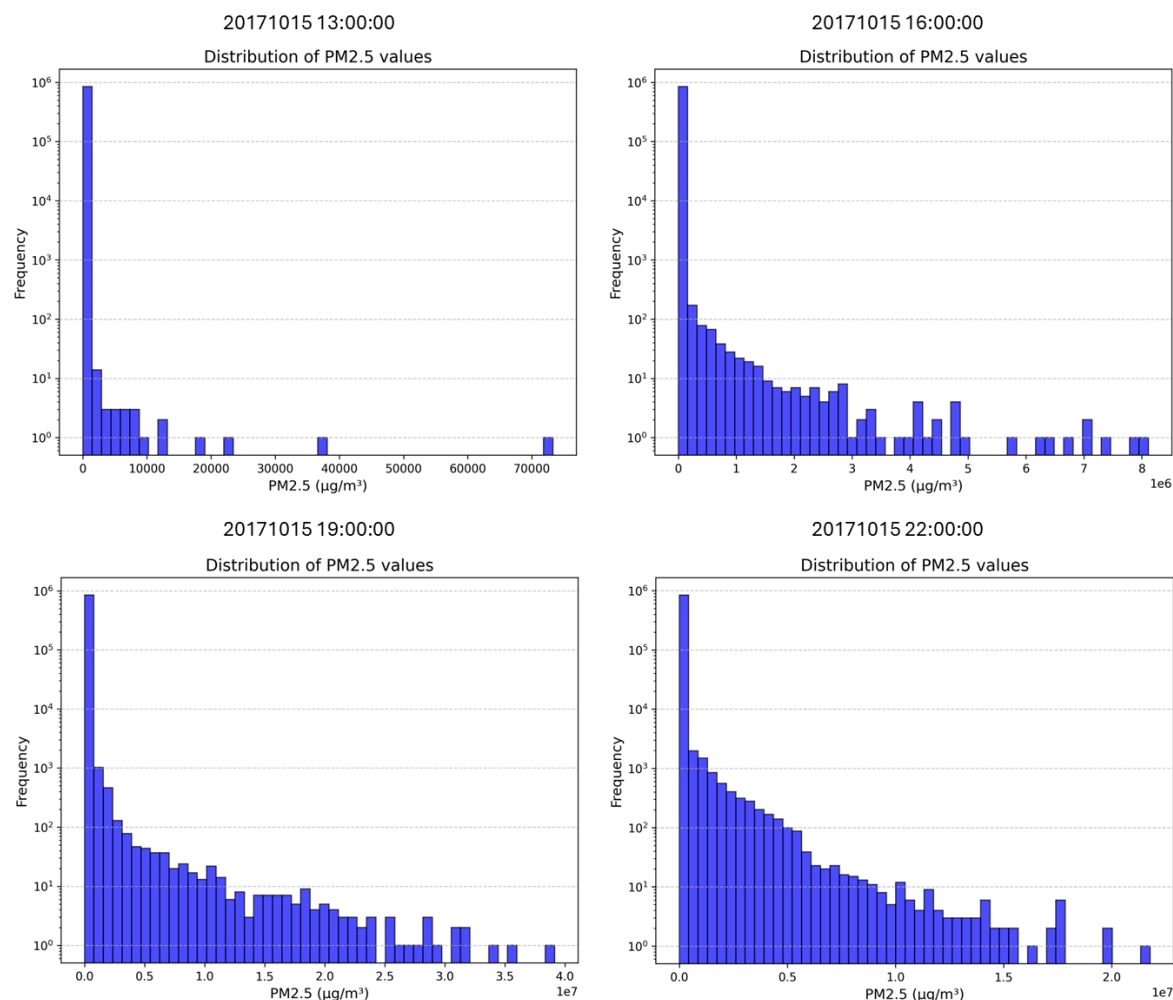 20171015 13:00:00
Distribution of PM2.5 values
10⁶
10⁵
10⁴
10³
10²
10¹
10⁰
Frequency
0 10000 20000 30000 40000 50000 60000 70000
PM2.5 (µg/m³)
20171015 16:00:00
Distribution of PM2.5 values
10⁶
10⁵
10⁴
10³
10²
10¹
10⁰
Frequency
0 1 2 3 4 5 6 7 8
1e6
PM2.5 (µg/m³)
20171015 19:00:00
Distribution of PM2.5 values
10⁶
10⁵
10⁴
10³
10²
10¹
10⁰
Frequency
0.0 0.5 1.0 1.5 2.0 2.5 3.0 3.5 4.0
1e7
PM2.5 (µg/m³)
20171015 22:00:00
Distribution of PM2.5 values
10⁶
10⁵
10⁴
10³
10²
10¹
10⁰
Frequency
0.0 0.5 1.0 1.5 2.0
1e7
PM2.5 (µg/m³)